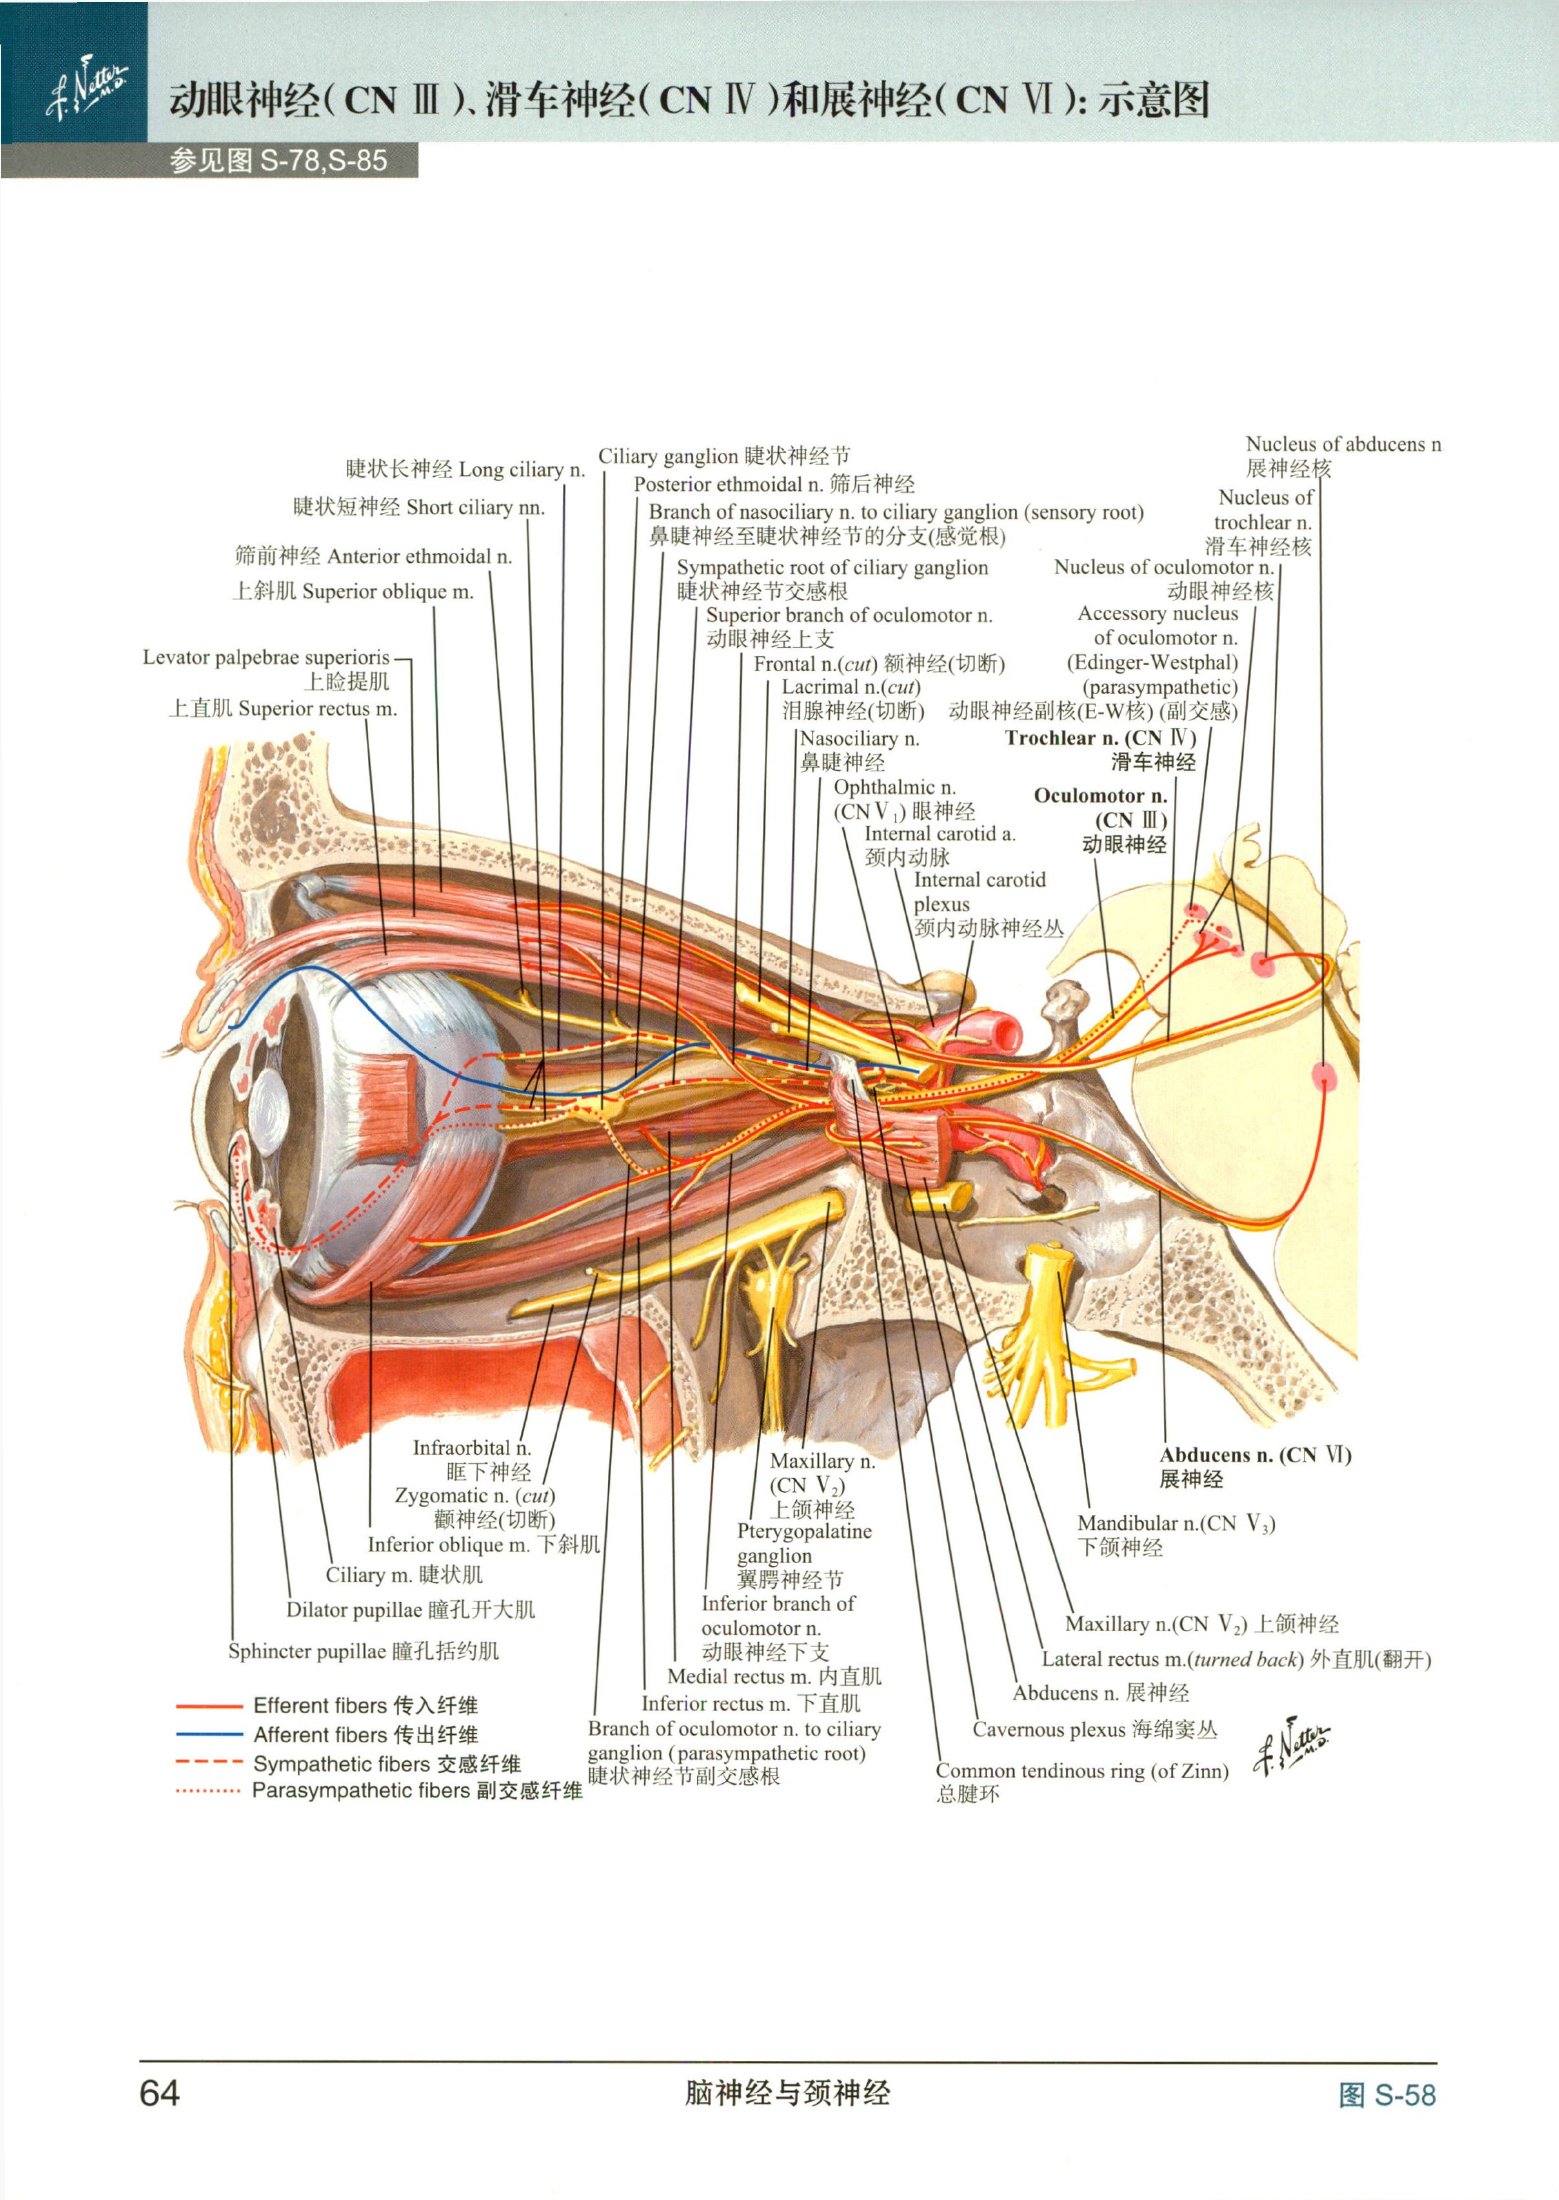 F. Netter M.D.
动眼神经(CN Ⅲ)、滑车神经(CN Ⅳ)和展神经(CN Ⅵ): 示意图
参见图 S-78,S-85
睫状长神经 Long ciliary n.
睫状短神经 Short ciliary nn.
筛前神经 Anterior ethmoidal n.
上斜肌 Superior oblique m.
Levator palpebrae superioris
上睑提肌
上直肌 Superior rectus m.
Ciliary ganglion 睫状神经节
Posterior ethmoidal n. 筛后神经
Branch of nasociliary n. to ciliary ganglion (sensory root)
鼻睫神经至睫状神经节的分支(感觉根)
Sympathetic root of ciliary ganglion
睫状神经节交感根
Superior branch of oculomotor n.
动眼神经上支
Frontal n.(cut) 额神经(切断)
Lacrimal n.(cut)
泪腺神经(切断)
Nasociliary n.
鼻睫神经
Ophthalmic n.
(CN Ⅴ1) 眼神经
Internal carotid a.
颈内动脉
Internal carotid
plexus
颈内动脉神经丛
Nucleus of abducens n
展神经核
Nucleus of
trochlear n.
滑车神经核
Nucleus of oculomotor n.
动眼神经核
Accessory nucleus
of oculomotor n.
(Edinger-Westphal)
(parasympathetic)
动眼神经副核(E-W核) (副交感)
Trochlear n. (CN Ⅳ)
滑车神经
Oculomotor n.
(CN Ⅲ)
动眼神经
Infraorbital n.
眶下神经
Zygomatic n. (cut)
颧神经(切断)
Inferior oblique m. 下斜肌
Ciliary m. 睫状肌
Dilator pupillae 瞳孔开大肌
Sphincter pupillae 瞳孔括约肌
Maxillary n.
(CN Ⅴ2)
上颌神经
Pterygopalatine
ganglion
翼腭神经节
Inferior branch of
oculomotor n.
动眼神经下支
Medial rectus m. 内直肌
Inferior rectus m. 下直肌
Branch of oculomotor n. to ciliary
ganglion (parasympathetic root)
睫状神经节副交感根
Abducens n. (CN Ⅵ)
展神经
Mandibular n.(CN Ⅴ3)
下颌神经
Maxillary n.(CN Ⅴ2) 上颌神经
Lateral rectus m.(turned back) 外直肌(翻开)
Abducens n. 展神经
Cavernous plexus 海绵窦丛
Common tendinous ring (of Zinn)
总腱环
F. Netter M.D.
Efferent fibers 传入纤维
Afferent fibers 传出纤维
Sympathetic fibers 交感纤维
Parasympathetic fibers 副交感纤维
64
脑神经与颈神经
图 S-58